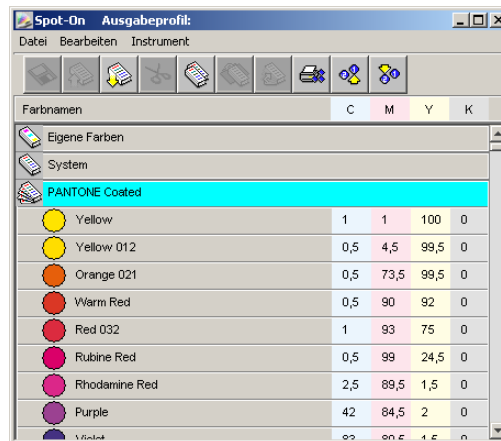 Spot-On Ausgabeprofil:
Datei Bearbeiten Instrument
Farbnamen C M Y K
Eigene Farben
System
PANTONE Coated
Yellow 1 1 100 0
Yellow 012 0,5 4,5 99,5 0
Orange 021 0,5 73,5 99,5 0
Warm Red 0,5 90 92 0
Red 032 1 93 75 0
Rubine Red 0,5 99 24,5 0
Rhodamine Red 2,5 89,5 1,5 0
Purple 42 84,5 2 0
Violet